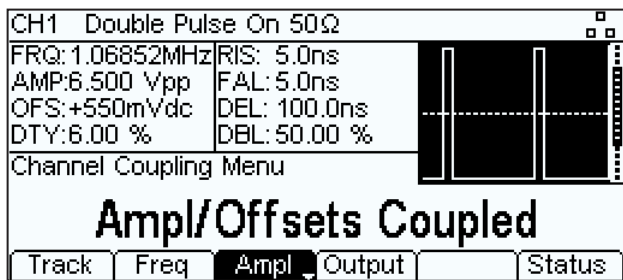 CH1 Double Pulse On 50Ω
FRQ:1.06852MHz RIS: 5.0ns
AMP:6.500 Vpp FAL: 5.0ns
OFS:+550mVdc DEL: 100.0ns
DTY:6.00 % DBL: 50.00 %
Channel Coupling Menu
Ampl/Offsets Coupled
Track Freq Ampl Output Status